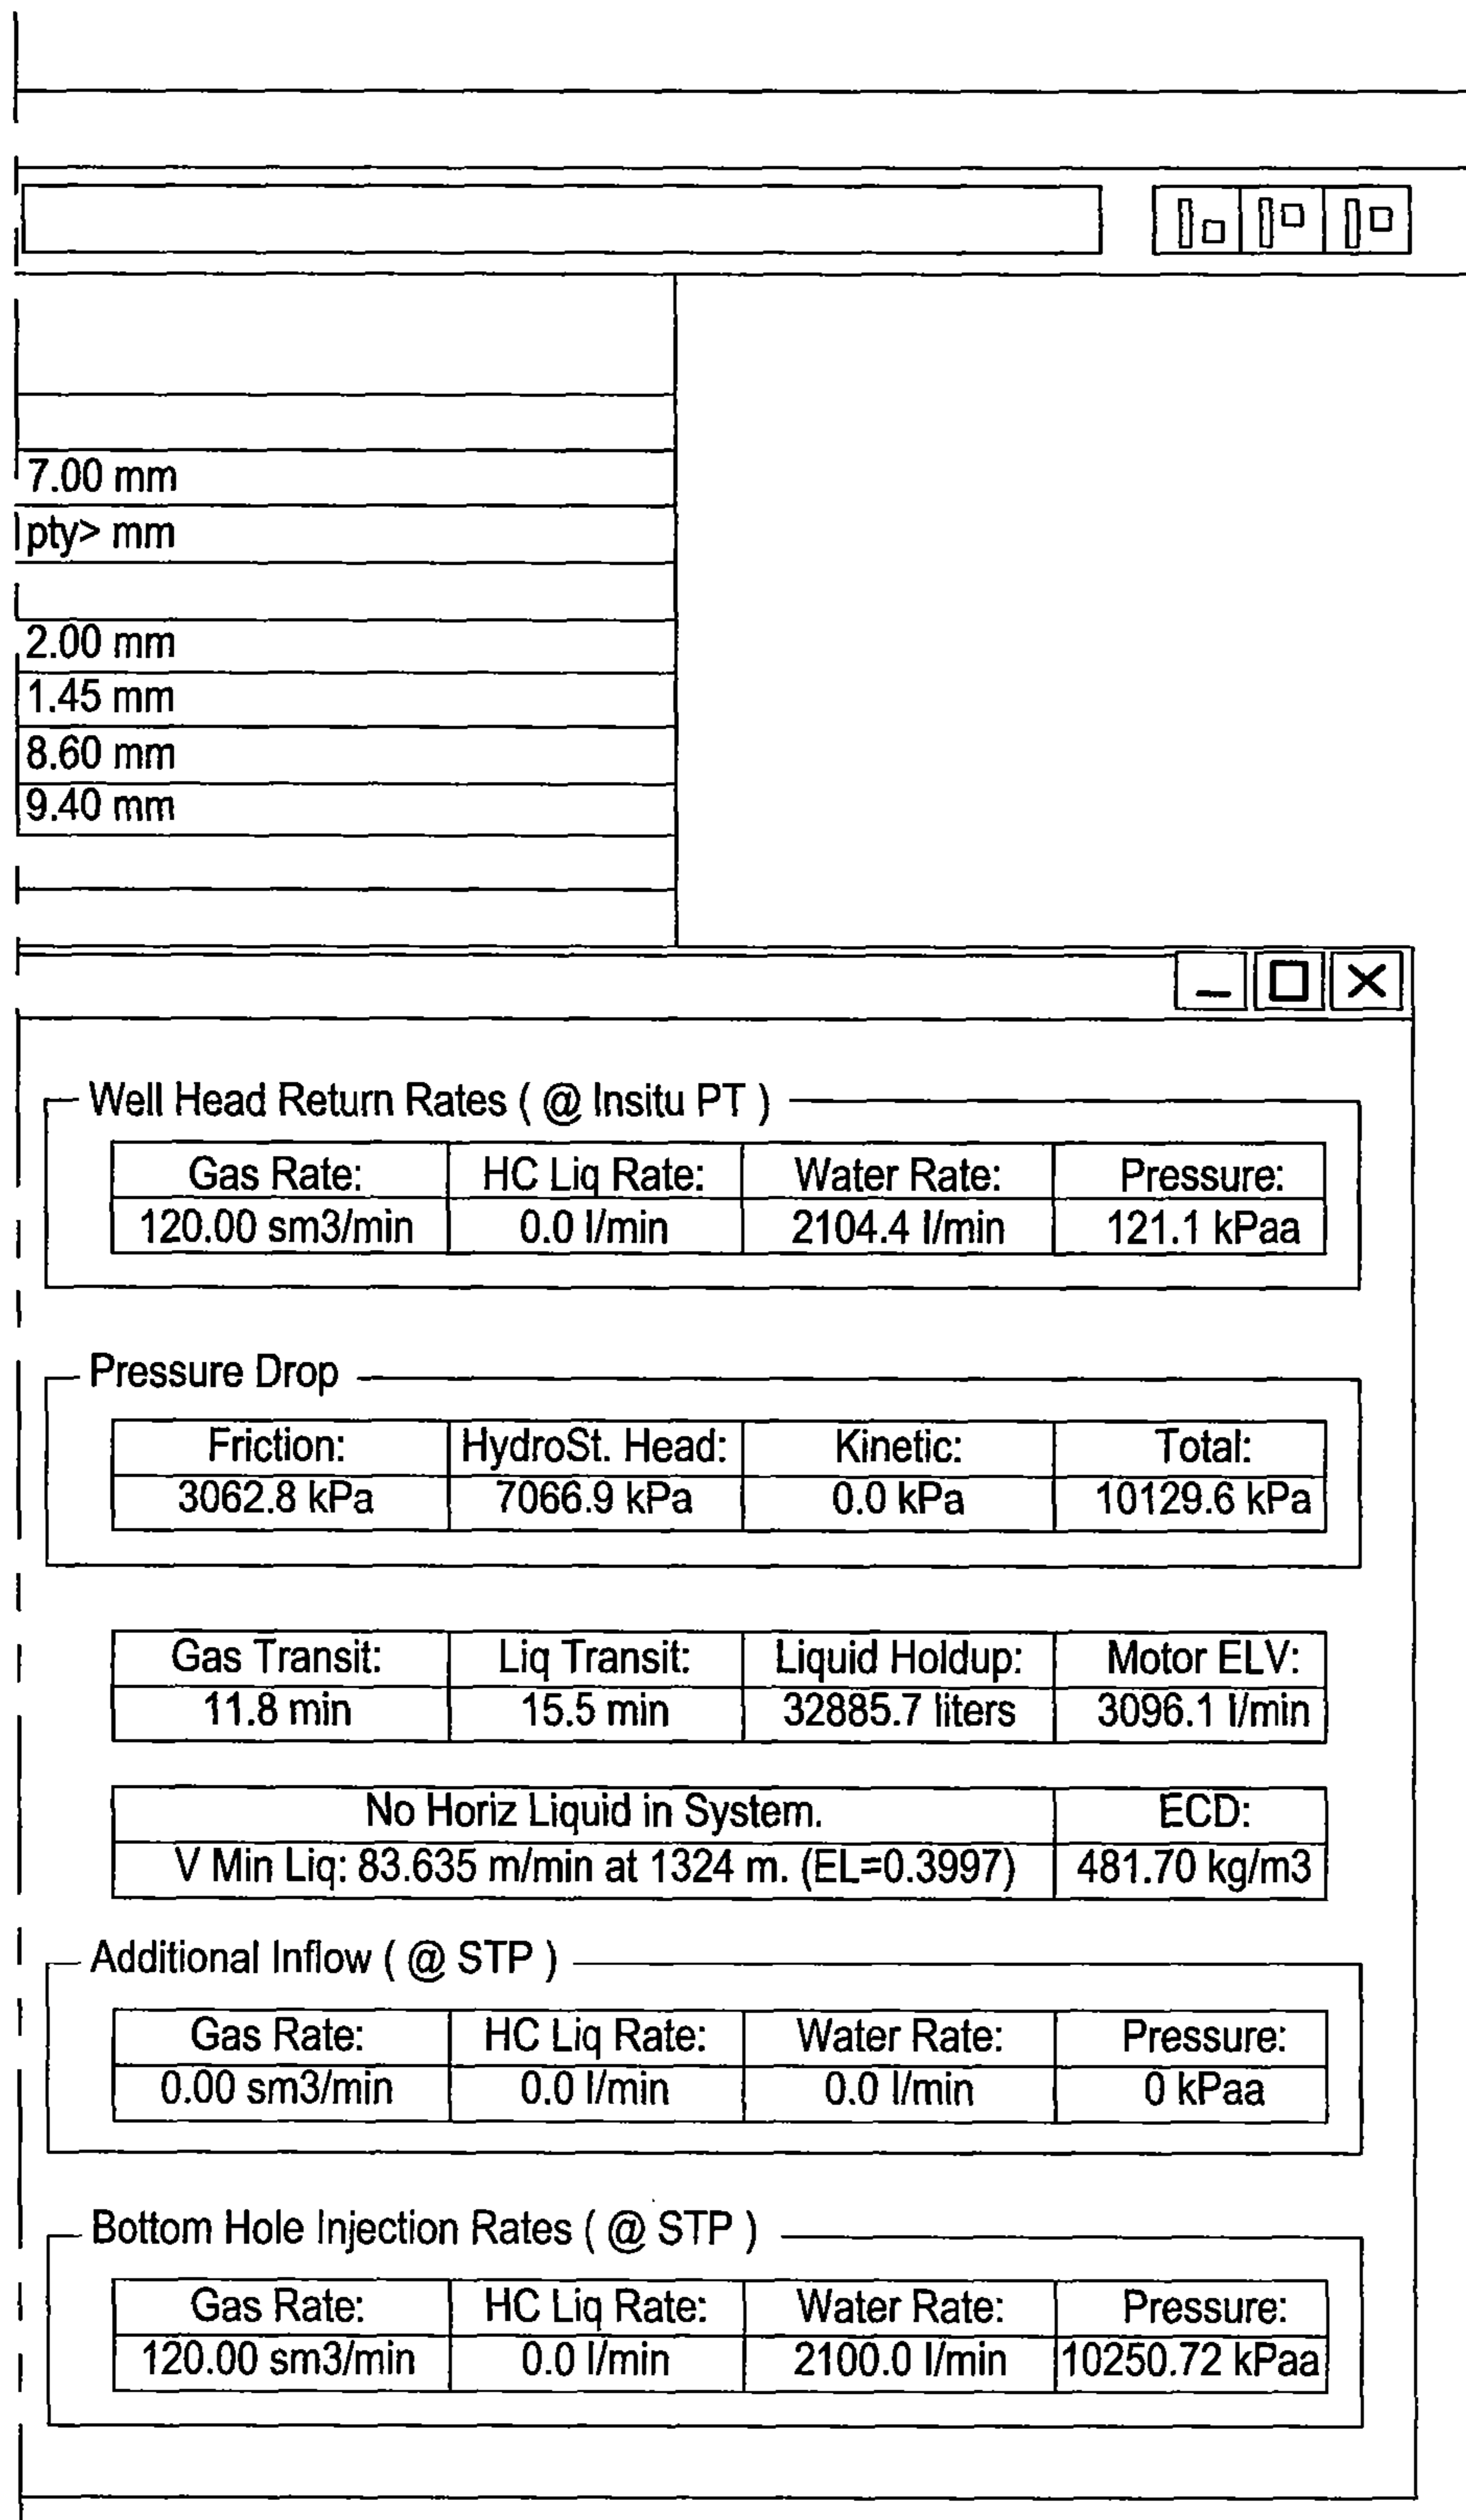 7.00 mm
pty> mm
2.00 mm
1.45 mm
8.60 mm
9.40 mm
Well Head Return Rates ( @ Insitu PT )
Gas Rate: HC Liq Rate: Water Rate: Pressure:
120.00 sm3/min 0.0 l/min 2104.4 l/min 121.1 kPaa
Pressure Drop
Friction: HydroSt. Head: Kinetic: Total:
3062.8 kPa 7066.9 kPa 0.0 kPa 10129.6 kPa
Gas Transit: Liq Transit: Liquid Holdup: Motor ELV:
11.8 min 15.5 min 32885.7 liters 3096.1 l/min
No Horiz Liquid in System. ECD:
V Min Liq: 83.635 m/min at 1324 m. (EL=0.3997) 481.70 kg/m3
Additional Inflow ( @ STP )
Gas Rate: HC Liq Rate: Water Rate: Pressure:
0.00 sm3/min 0.0 l/min 0.0 l/min 0 kPaa
Bottom Hole Injection Rates ( @ STP )
Gas Rate: HC Liq Rate: Water Rate: Pressure:
120.00 sm3/min 0.0 l/min 2100.0 l/min 10250.72 kPaa